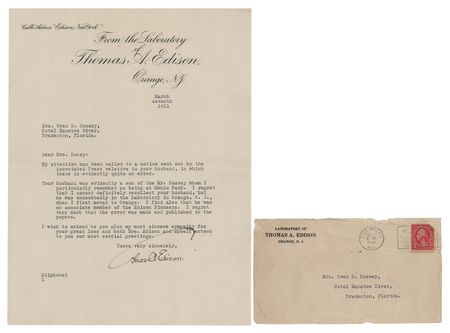 Cable Address "Edison, New York"
From the Laboratory
of
Thomas A. Edison,
Orange, N.J.
March
seventh
1931
Mrs. Oren S. Hussey,
Hotel Manatee River,
Bradenton, Florida.
Dear Mrs. Hussey:
My attention has been called to a notice sent out by the
Associated Press relative to your husband, in which
there is evidently quite an error.
Your husband was evidently a son of the Mr. Hussey whom I
particularly remember as being at Menlo Park. I regret
that I cannot definitely recollect your husband, but
he was undoubtedly in the Laboratory in Orange, N. J.,
when I first moved to Orange. I find also that he was
an associate member of the Edison Pioneers. I regret
very much that the error was made and published in the
papers.
I wish to extend to you also my most sincere sympathy for
your great loss and both Mrs. Edison and myself extend
to you our most cordial greetings.
Yours very sincerely,
Thos A Edison
Ediphoned
L
LABORATORY OF
THOMAS A. EDISON
ORANGE, N. J.
Mrs. Oren S. Hussey,
Hotel Manatee River,
Bradenton, Florida.